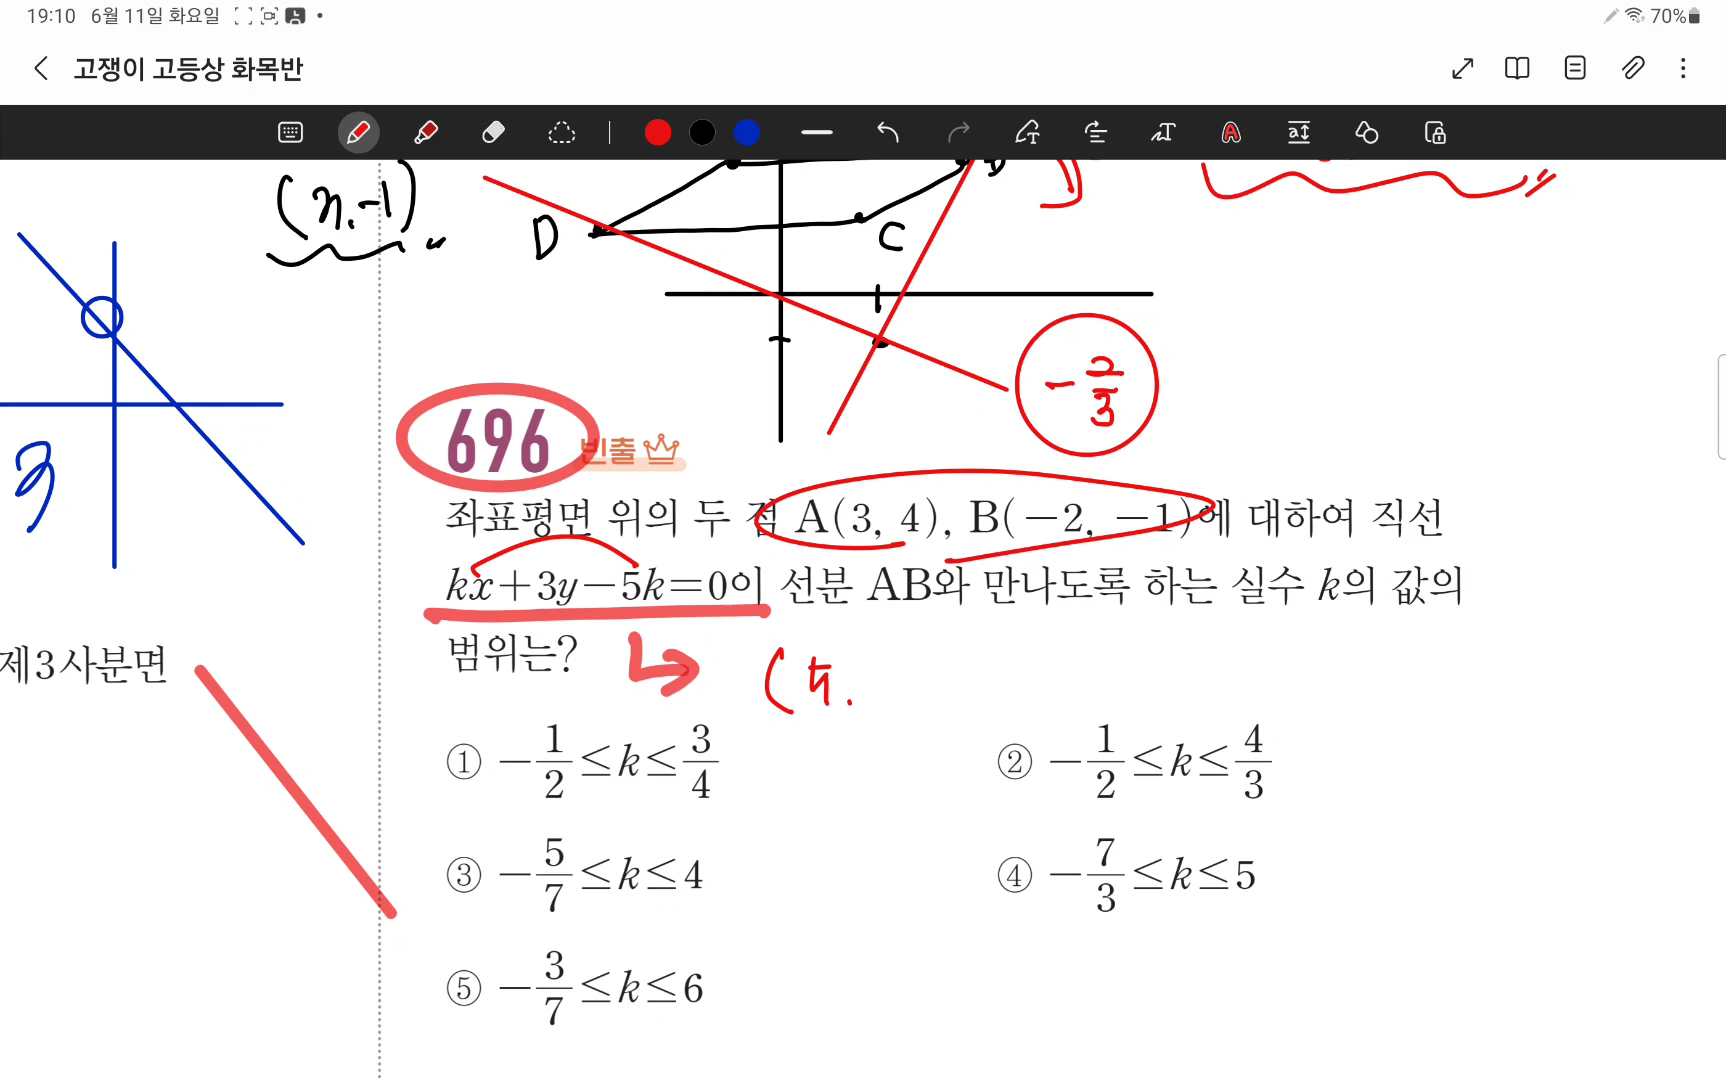 19:10 6월 11일 화요일
70%
고쟁이 고등상 화목반
D
C
1
- 2/3
3
696 빈출
좌표평면 위의 두 점 A(3, 4), B(-2, -1)에 대하여 직선
kx+3y-5k=0이 선분 AB와 만나도록 하는 실수 k의 값의
범위는?
제3사분면
① -1/2≤k≤3/4
② -1/2≤k≤4/3
③ -5/7≤k≤4
④ -7/3≤k≤5
⑤ -3/7≤k≤6